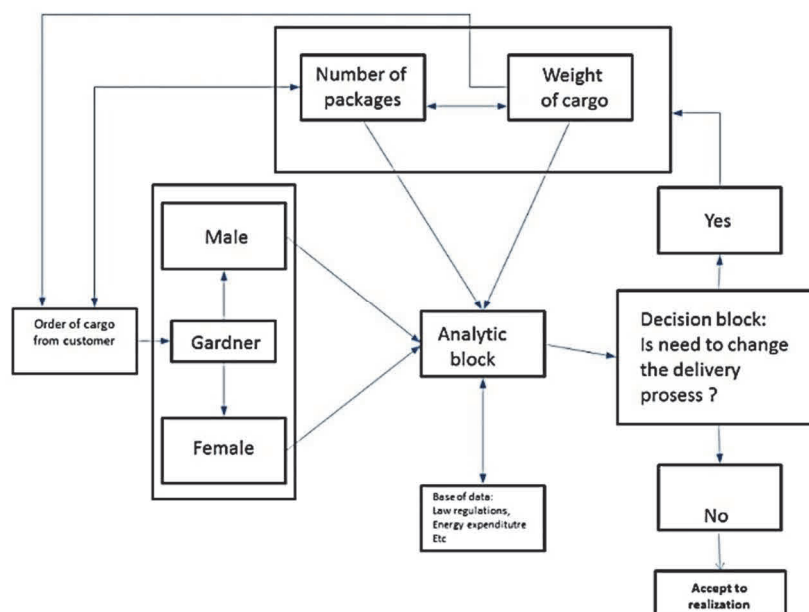 Number of
packages
Weight
of cargo
Male
Yes
Order of cargo
from customer
Gardner
Analytic
block
Decision block:
Is need to change
the delivery
prosess ?
Female
Base of data:
Law regulations,
Energy expenditutre
Etc
No
Accept to
realization